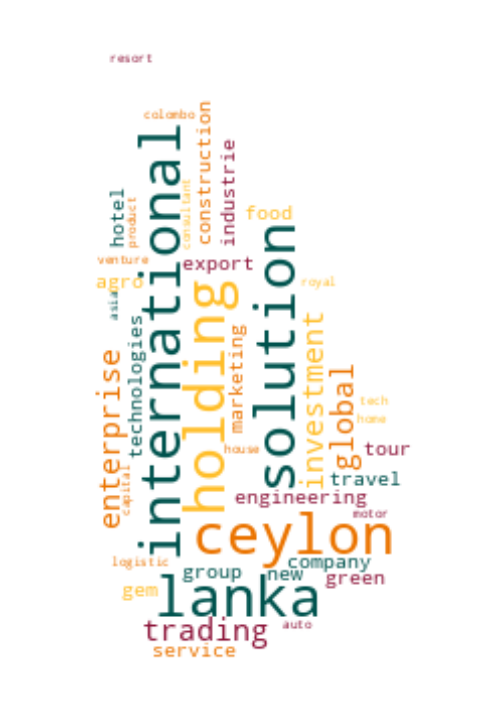 resort
colombo
construction
international
industrie
hotel
product
consultant
food
solution
export
venture
agro
asia
holding
royal
technologies
marketing
investment
enterprise
global
tech
home
house
tour
capital
travel
engineering
motor
ceylon
logistic
company
group
new
green
gem
lanka
trading
auto
service